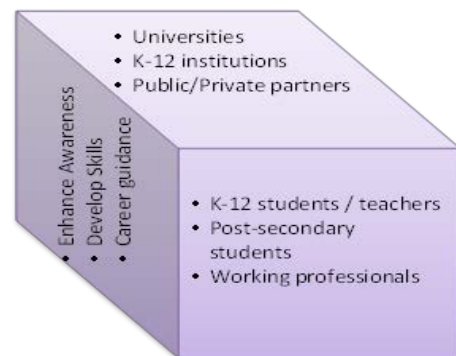 • Universities
• K-12 institutions
• Public/Private partners
• Enhance Awareness
• Develop Skills
• Career guidance
• K-12 students / teachers
• Post-secondary
students
• Working professionals